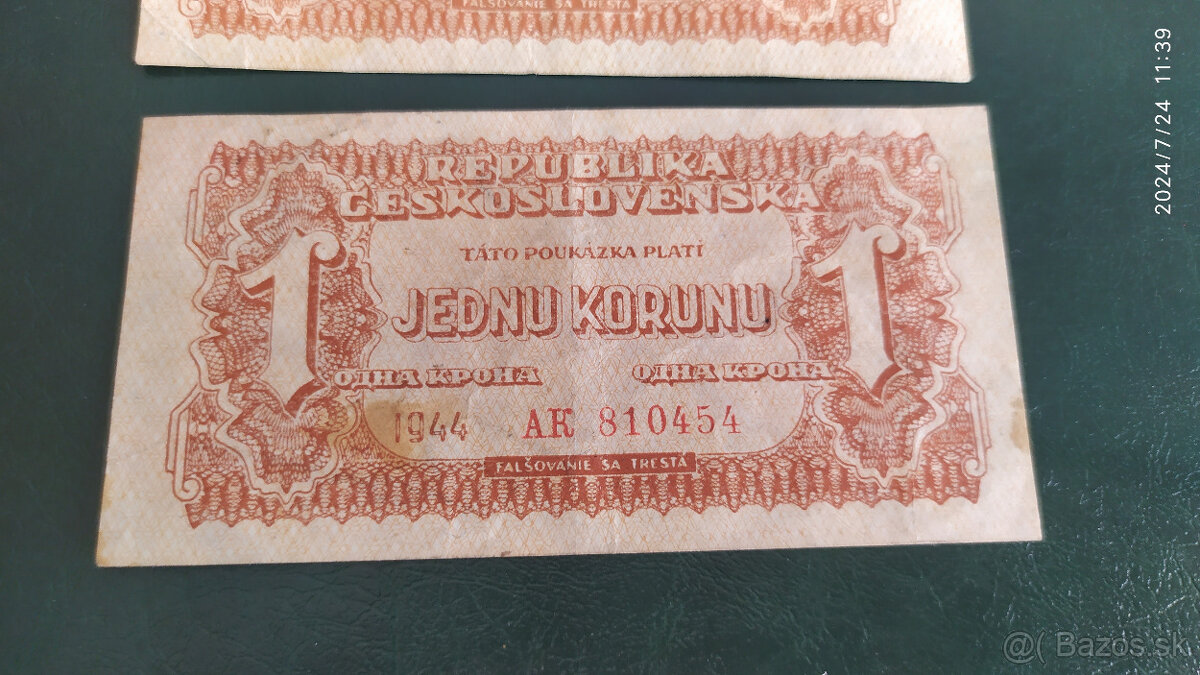 FALŠOVANIE SA TRESTÁ
REPUBLIKA
ČESKOSLOVENSKÁ
TÁTO POUKÁZKA PLATÍ
1 JEDNU KORUNU 1
ОДНА КРОНА ОДНА КРОНА
1944 АК 810454
FALŠOVANIE SA TRESTÁ
2024/7/24 11:39
@( Bazos.sk